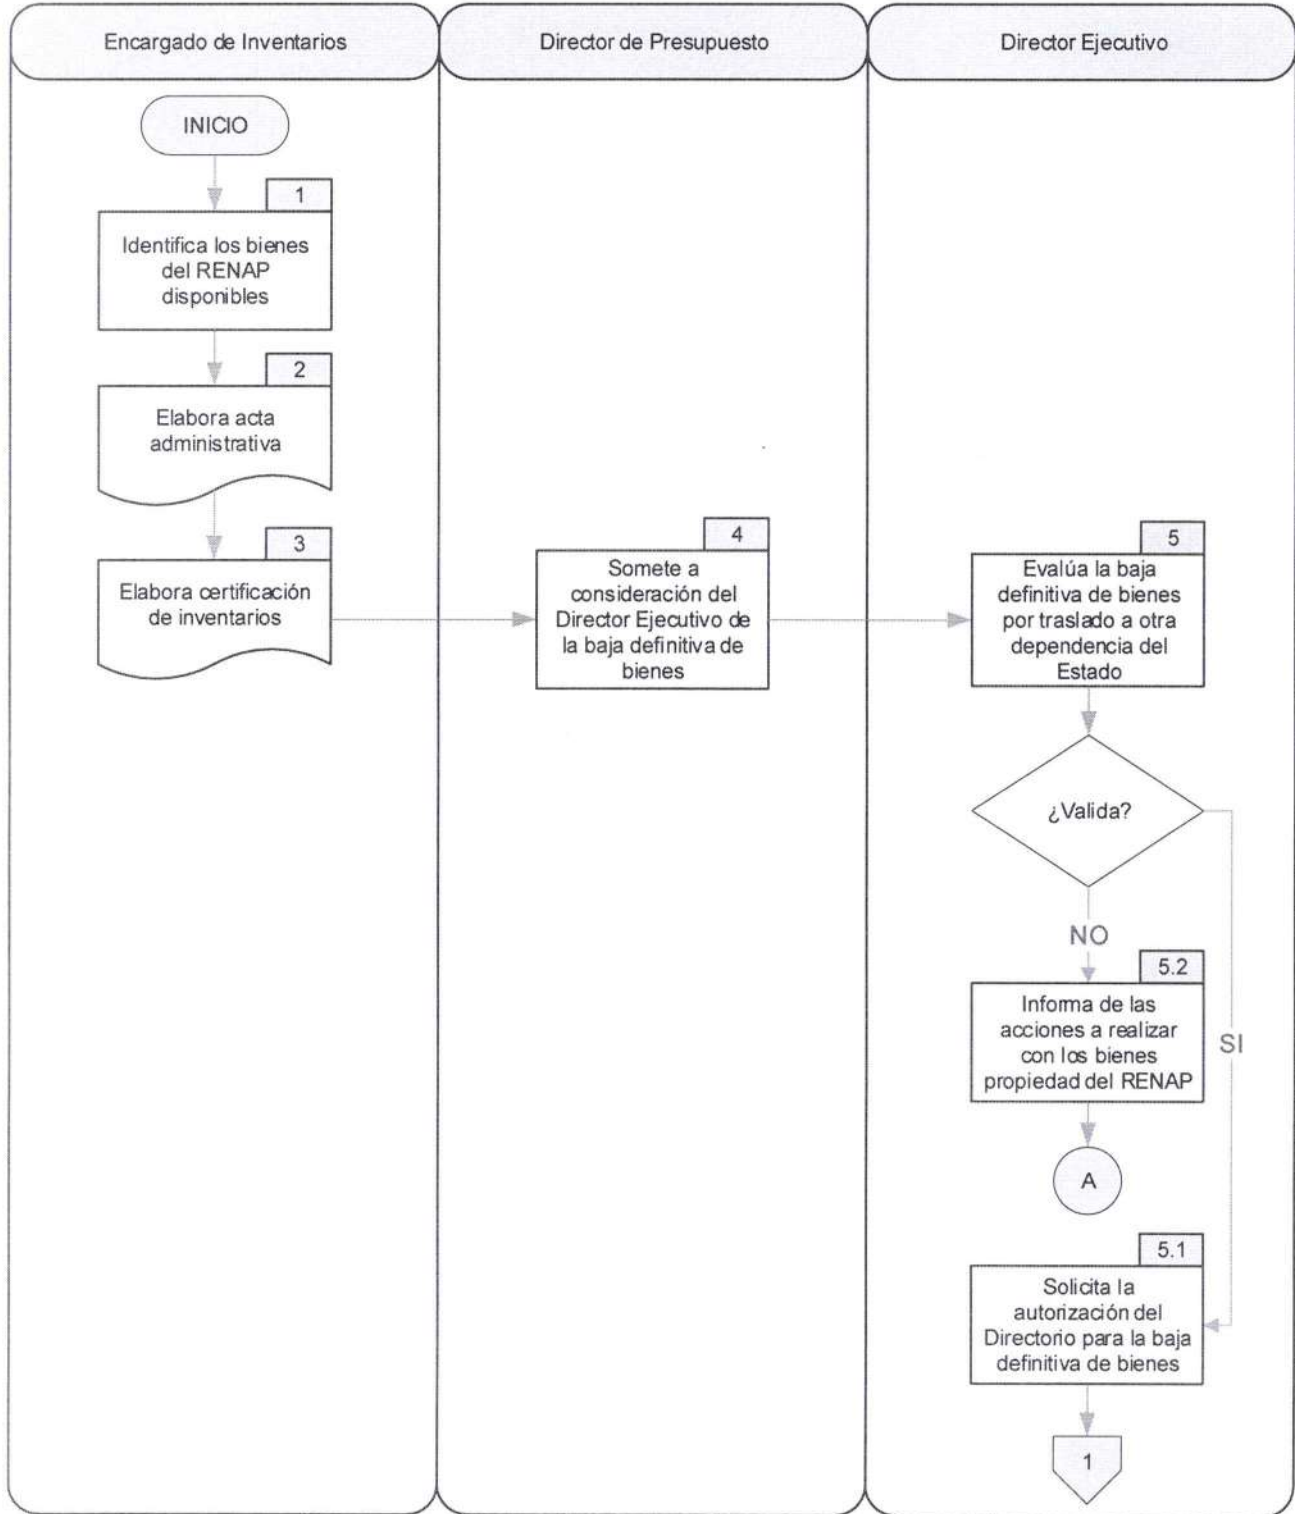 Encargado de Inventarios
Director de Presupuesto
Director Ejecutivo
INICIO
1
Identifica los bienes
del RENAP
disponibles
2
Elabora acta
administrativa
3
Elabora certificación
de inventarios
4
Somete a
consideración del
Director Ejecutivo de
la baja definitiva de
bienes
5
Evalúa la baja
definitiva de bienes
por traslado a otra
dependencia del
Estado
¿Valida?
NO
SI
5.2
Informa de las
acciones a realizar
con los bienes
propiedad del RENAP
A
5.1
Solicita la
autorización del
Directorio para la baja
definitiva de bienes
1